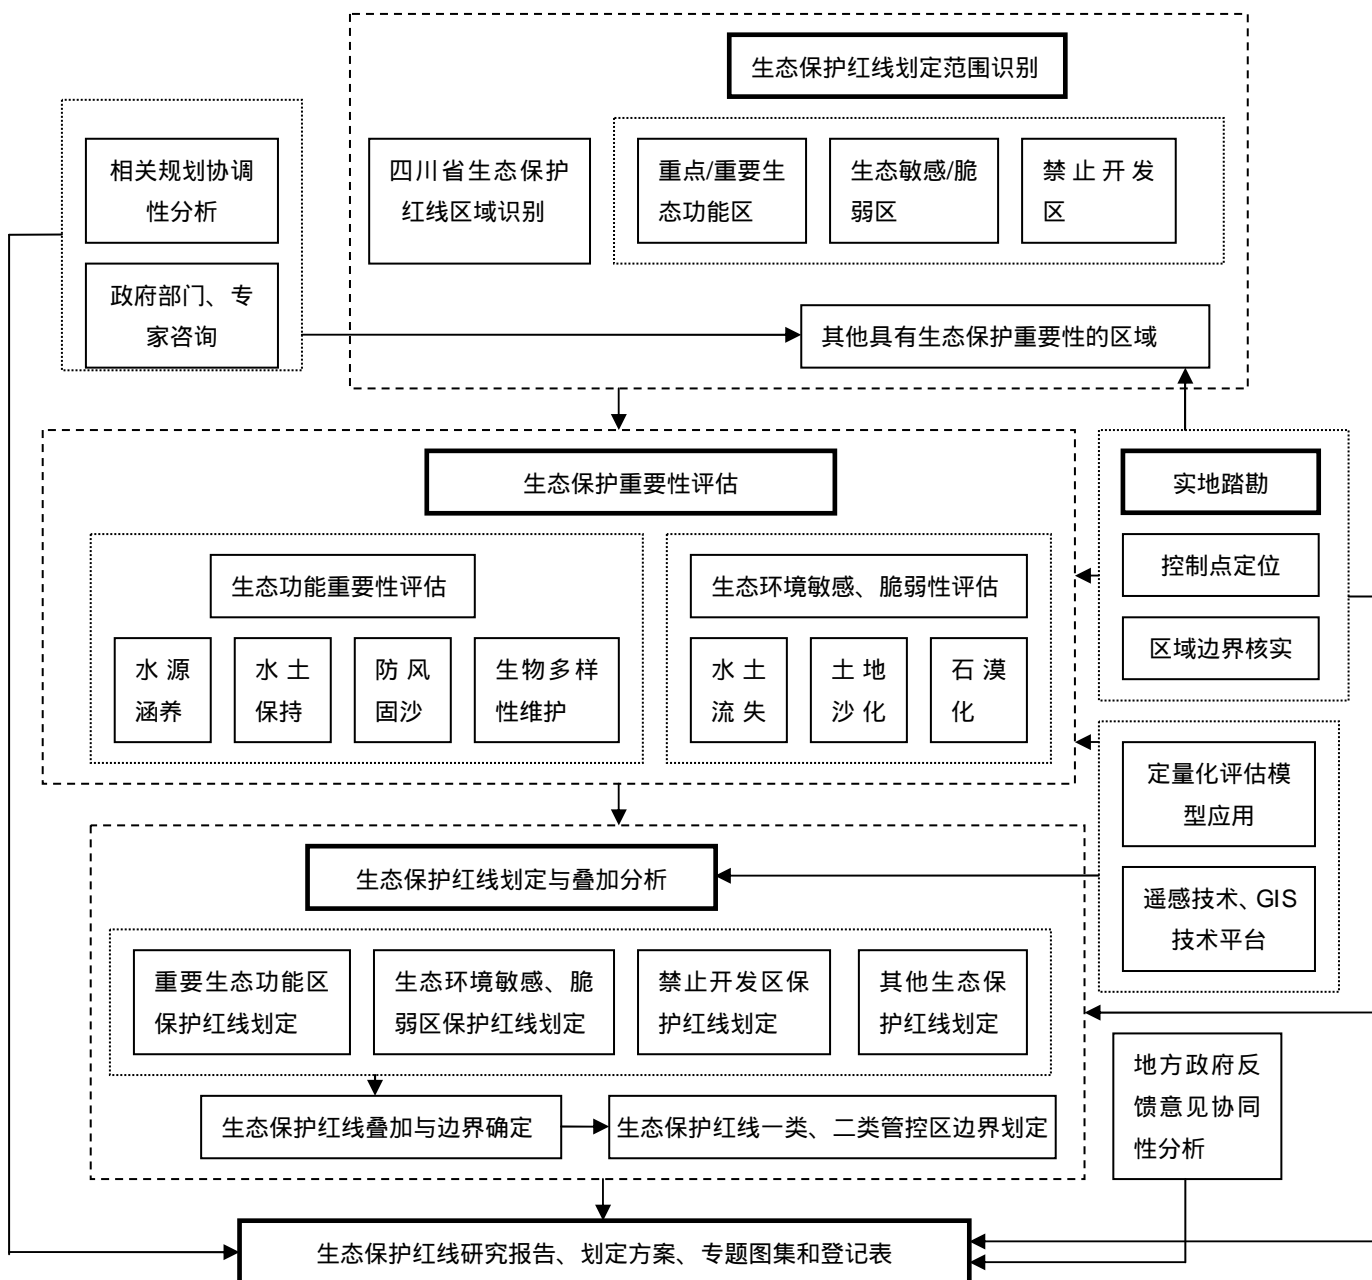 生态保护红线划定范围识别
相关规划协调
性分析
政府部门、专
家咨询
四川省生态保护
红线区域识别
重点/重要生
态功能区
生态敏感/脆
弱区
禁止开发
区
其他具有生态保护重要性的区域
生态保护重要性评估
生态功能重要性评估
水源
涵养
水土
保持
防风
固沙
生物多样
性维护
生态环境敏感、脆弱性评估
水土
流失
土地
沙化
石漠
化
实地踏勘
控制点定位
区域边界核实
定量化评估模
型应用
遥感技术、GIS
技术平台
生态保护红线划定与叠加分析
重要生态功能区
保护红线划定
生态环境敏感、脆
弱区保护红线划定
禁止开发区保
护红线划定
其他生态保
护红线划定
生态保护红线叠加与边界确定
生态保护红线一类、二类管控区边界划定
地方政府反
馈意见协同
性分析
生态保护红线研究报告、划定方案、专题图集和登记表